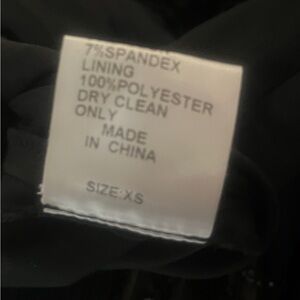 7%SPANDEX
LINING
100%POLYESTER
DRY CLEAN
ONLY
MADE
IN CHINA
SIZE:XS